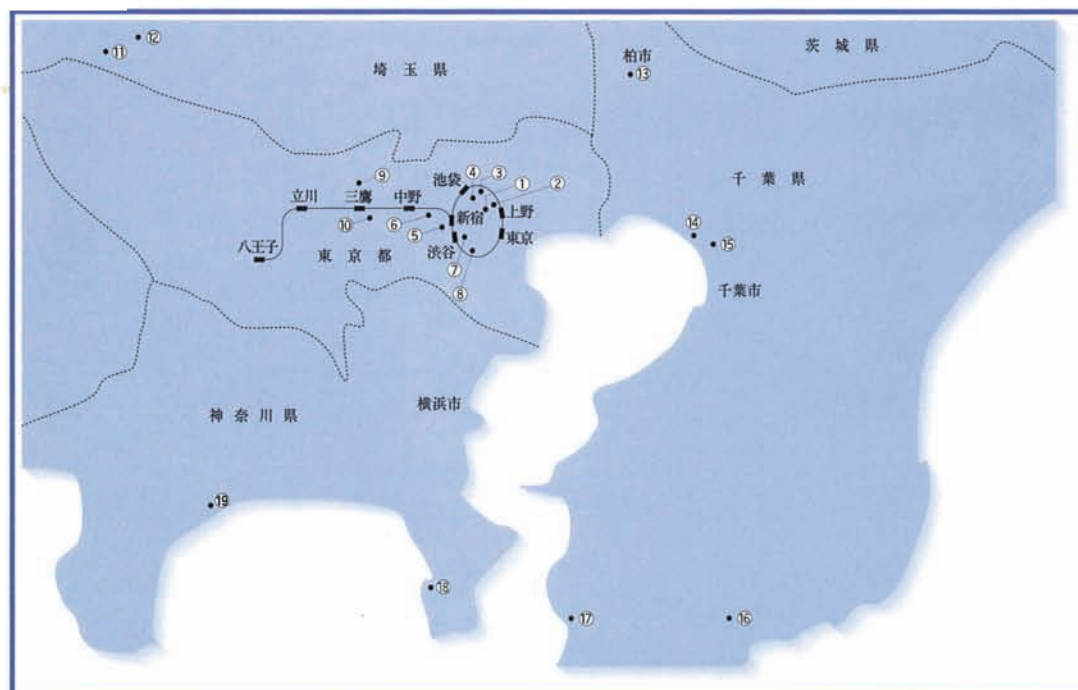 ⑪
⑫
埼玉県
柏市
⑬
茨城県
千葉県
⑨
立川
三鷹
中野
池袋
④
③
①
②
⑩
⑥
⑤
新宿
上野
東京
渋谷
八王子
東京都
⑦
⑧
⑭
⑮
千葉市
神奈川県
横浜市
⑲
⑱
⑰
⑯